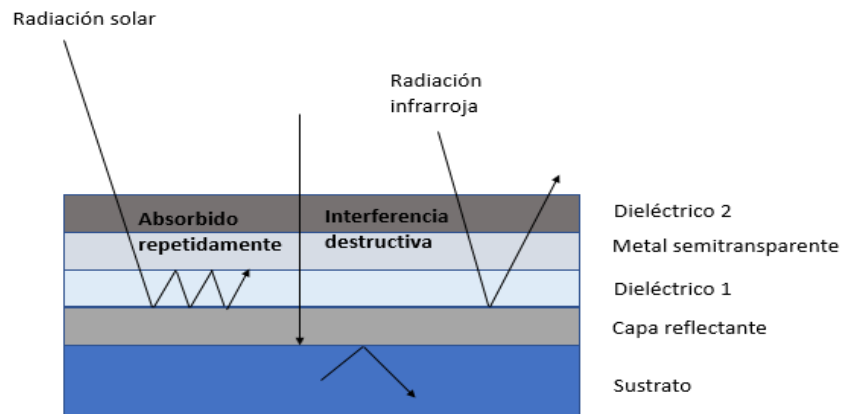 Radiación solar
Radiación
infrarroja
Absorbido
repetidamente
Interferencia
destructiva
Dieléctrico 2
Metal semitransparente
Dieléctrico 1
Capa reflectante
Sustrato